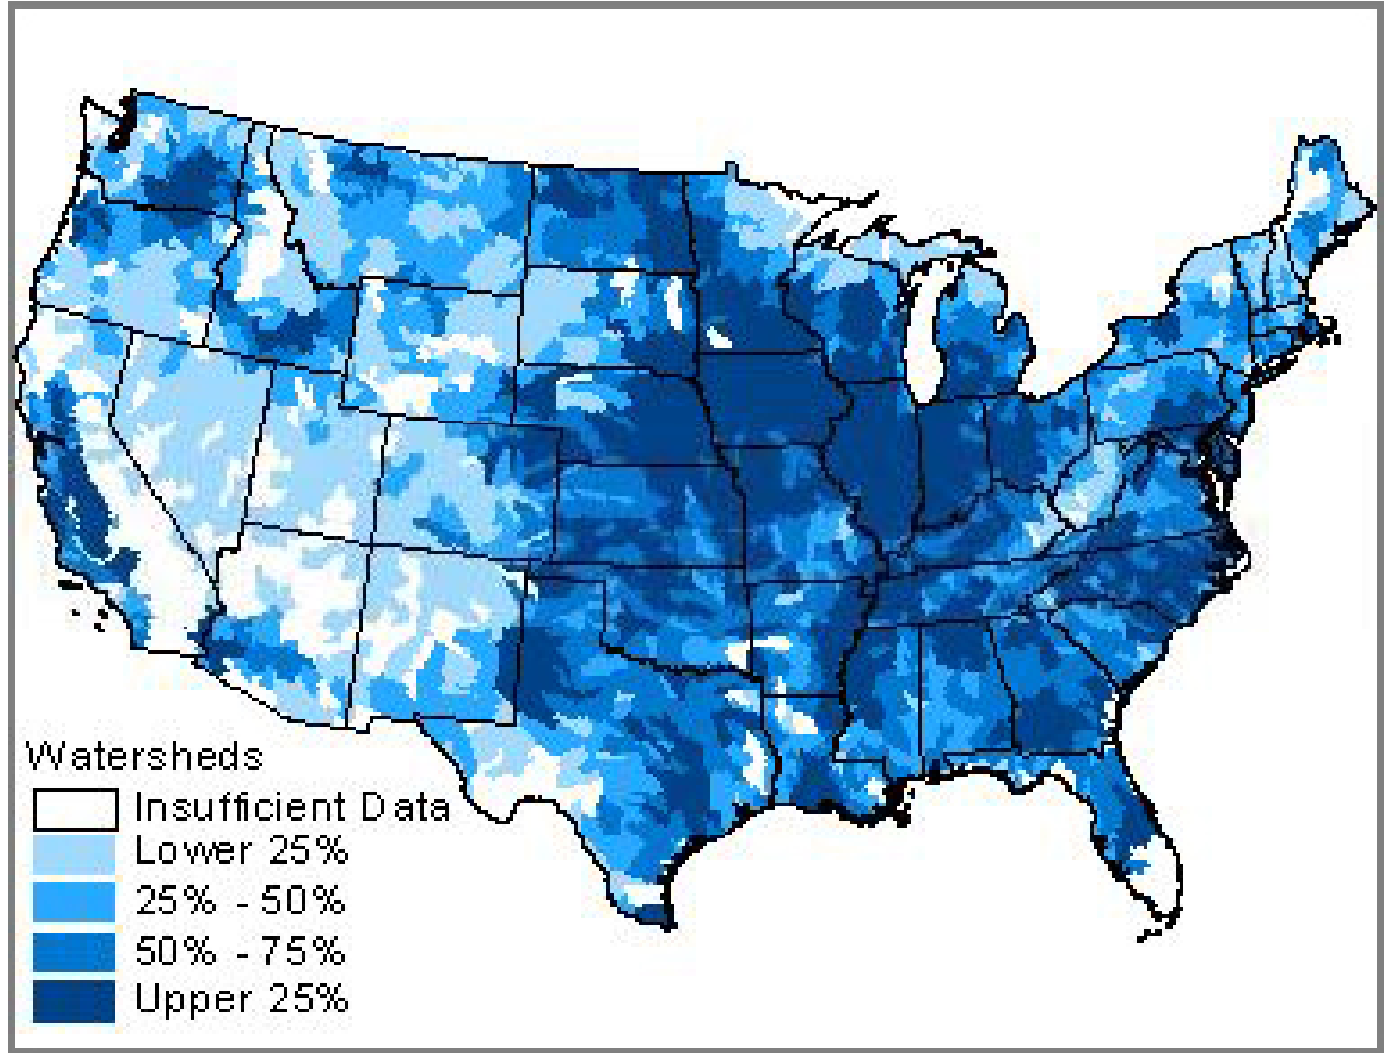 Watersheds
Insufficient Data
Lower 25%
25% - 50%
50% - 75%
Upper 25%